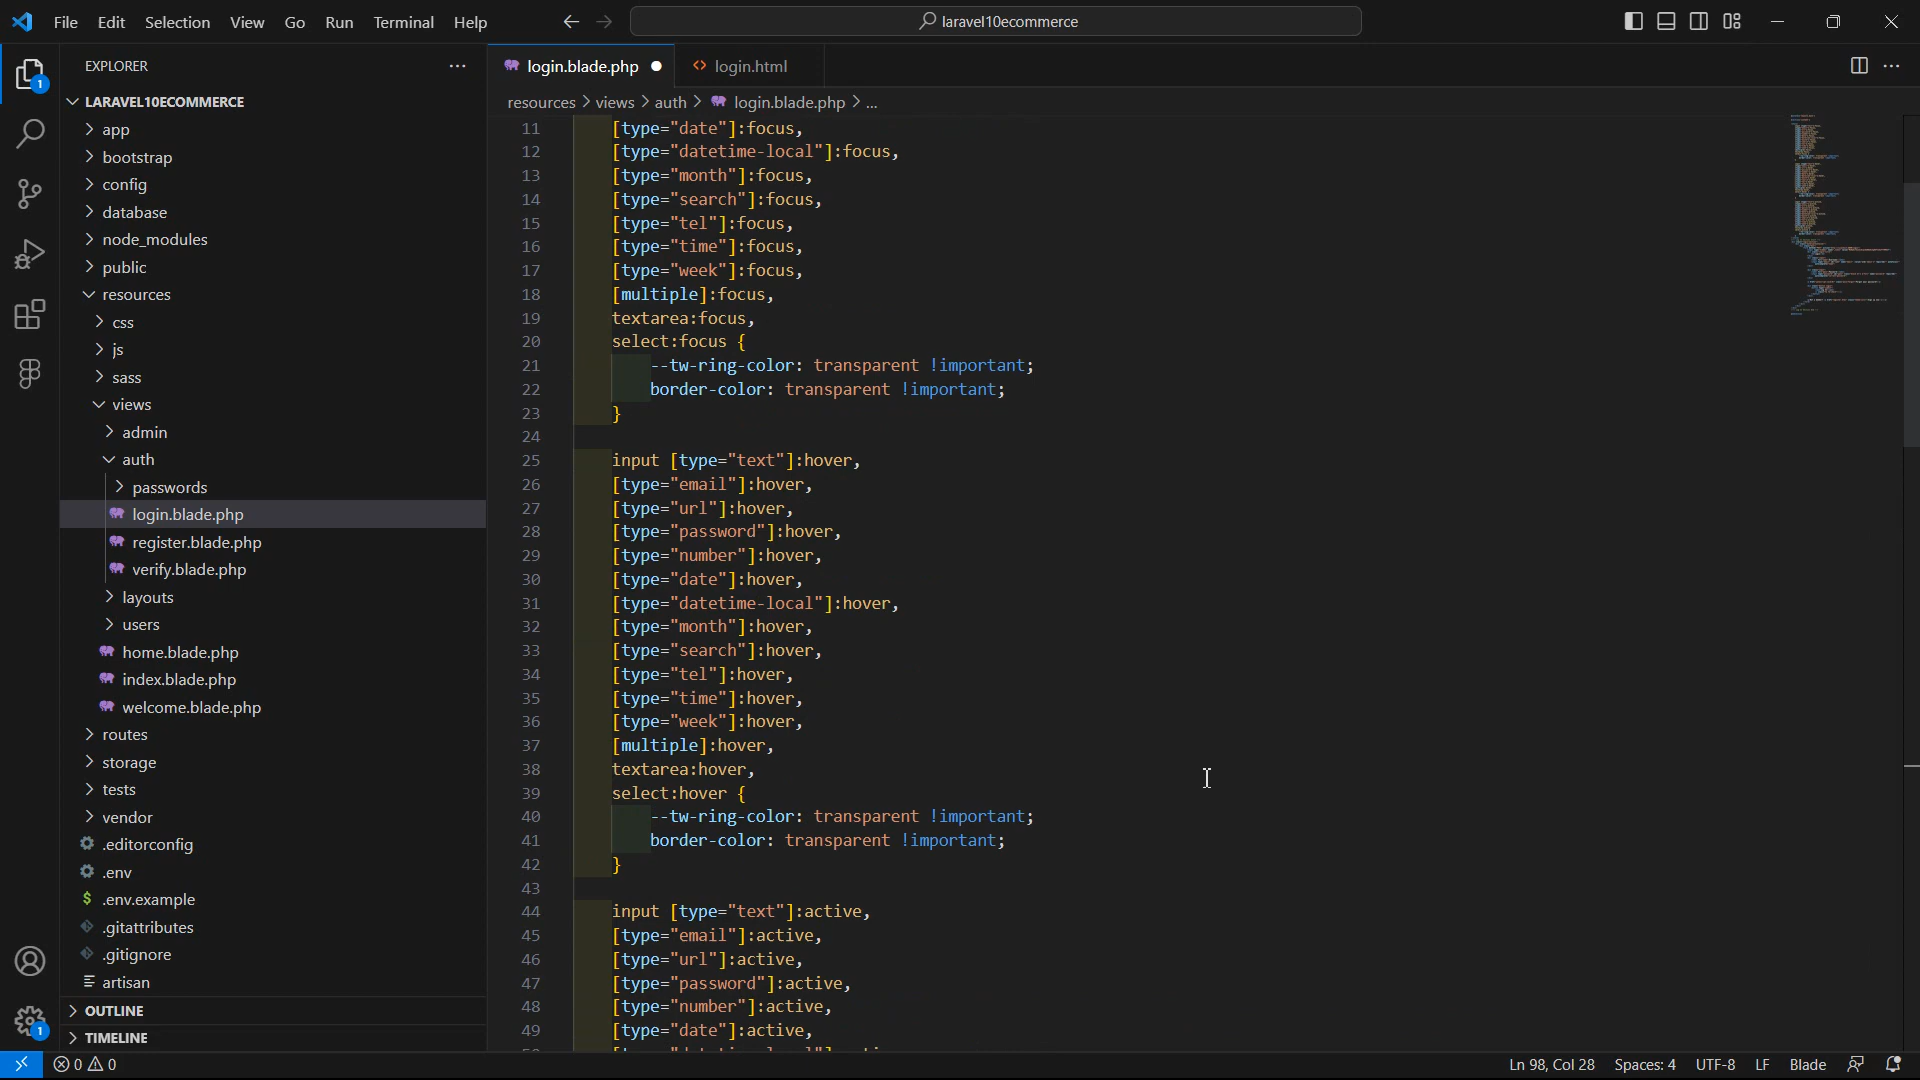 File Edit Selection View Go Run Terminal Help
laravel10ecommerce
EXPLORER
LARAVEL10ECOMMERCE
app
bootstrap
config
database
node_modules
public
resources
css
js
sass
views
admin
auth
passwords
login.blade.php
register.blade.php
verify.blade.php
layouts
users
home.blade.php
index.blade.php
welcome.blade.php
routes
storage
tests
vendor
.editorconfig
.env
.env.example
.gitattributes
.gitignore
artisan
OUTLINE
TIMELINE
1
1
login.blade.php
login.html
resources > views > auth > login.blade.php > ...
11 [type="date"]:focus,
12 [type="datetime-local"]:focus,
13 [type="month"]:focus,
14 [type="search"]:focus,
15 [type="tel"]:focus,
16 [type="time"]:focus,
17 [type="week"]:focus,
18 [multiple]:focus,
19 textarea:focus,
20 select:focus {
21 --tw-ring-color: transparent !important;
22 border-color: transparent !important;
23 }
24
25 input [type="text"]:hover,
26 [type="email"]:hover,
27 [type="url"]:hover,
28 [type="password"]:hover,
29 [type="number"]:hover,
30 [type="date"]:hover,
31 [type="datetime-local"]:hover,
32 [type="month"]:hover,
33 [type="search"]:hover,
34 [type="tel"]:hover,
35 [type="time"]:hover,
36 [type="week"]:hover,
37 [multiple]:hover,
38 textarea:hover,
39 select:hover {
40 --tw-ring-color: transparent !important;
41 border-color: transparent !important;
42 }
43
44 input [type="text"]:active,
45 [type="email"]:active,
46 [type="url"]:active,
47 [type="password"]:active,
48 [type="number"]:active,
49 [type="date"]:active,
0 0
Ln 98, Col 28 Spaces: 4 UTF-8 LF Blade